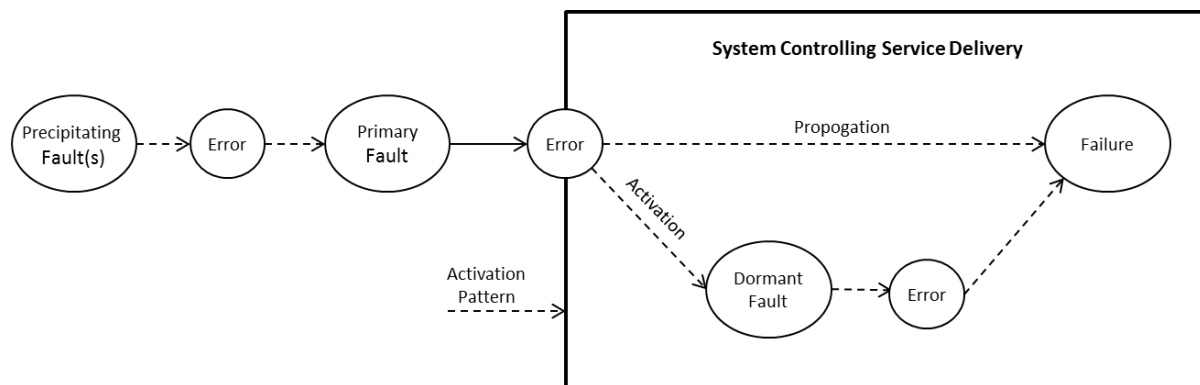 System Controlling Service Delivery
Precipitating
Fault(s)
Error
Primary
Fault
Error
Propogation
Failure
Activation
Activation
Pattern
Dormant
Fault
Error